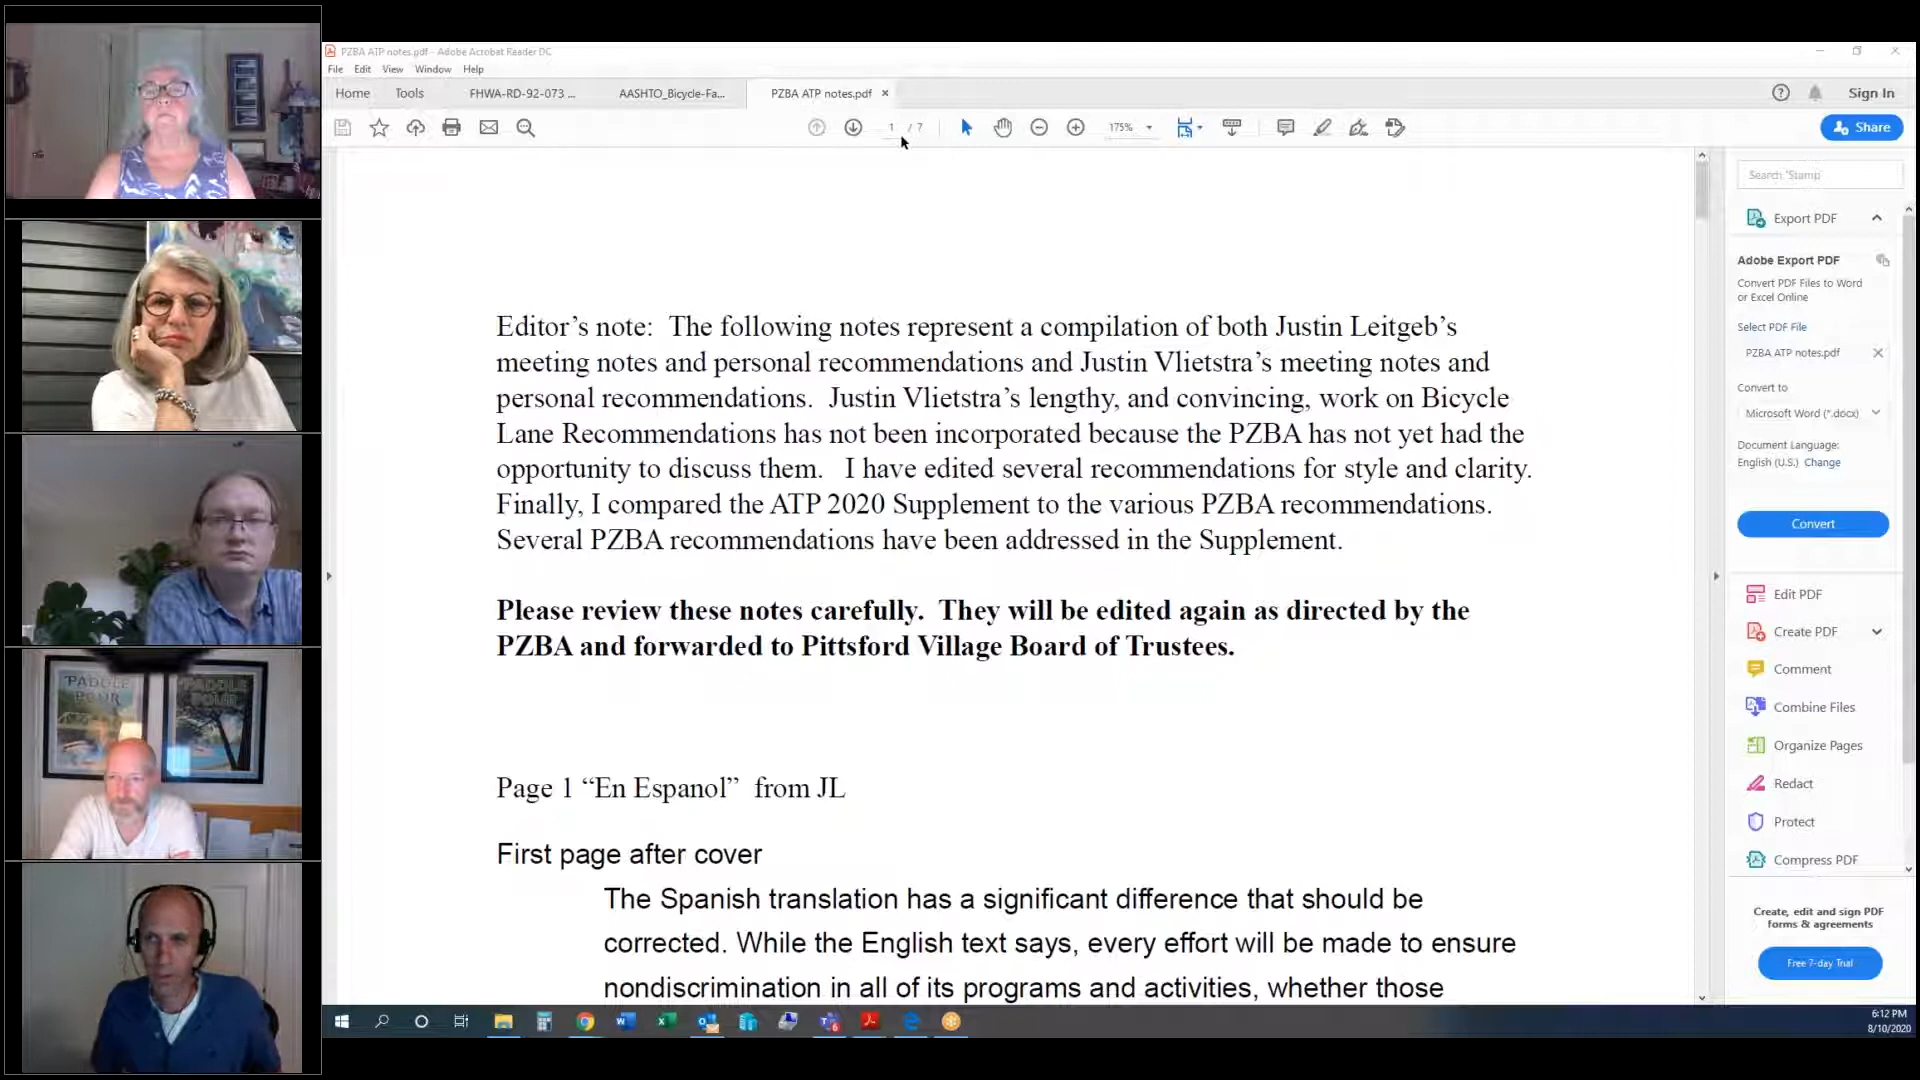 PZBA ATP notes.pdf - Adobe Acrobat Reader DC
File Edit View Window Help
Home Tools FHWA-RD-92-073 ... AASHTO_Bicycle-Fa... PZBA ATP notes.pdf Sign In
1 / 7 175% Share
Editor's note: The following notes represent a compilation of both Justin Leitgeb's
meeting notes and personal recommendations and Justin Vlietstra's meeting notes and
personal recommendations. Justin Vlietstra's lengthy, and convincing, work on Bicycle
Lane Recommendations has not been incorporated because the PZBA has not yet had the
opportunity to discuss them. I have edited several recommendations for style and clarity.
Finally, I compared the ATP 2020 Supplement to the various PZBA recommendations.
Several PZBA recommendations have been addressed in the Supplement.
Please review these notes carefully. They will be edited again as directed by the
PZBA and forwarded to Pittsford Village Board of Trustees.
Page 1 “En Espanol” from JL
First page after cover
The Spanish translation has a significant difference that should be
corrected. While the English text says, every effort will be made to ensure
nondiscrimination in all of its programs and activities, whether those
Search 'Stamp'
Export PDF
Adobe Export PDF
Convert PDF Files to Word
or Excel Online
Select PDF File
PZBA ATP notes.pdf
Convert to
Microsoft Word (*.docx)
Document Language:
English (U.S.) Change
Convert
Edit PDF
Create PDF
Comment
Combine Files
Organize Pages
Redact
Protect
Compress PDF
Create, edit and sign PDF
forms & agreements
Free 7-day Trial
PADDLE
POUR
PADDLE
POUR
6:12 PM
8/10/2020